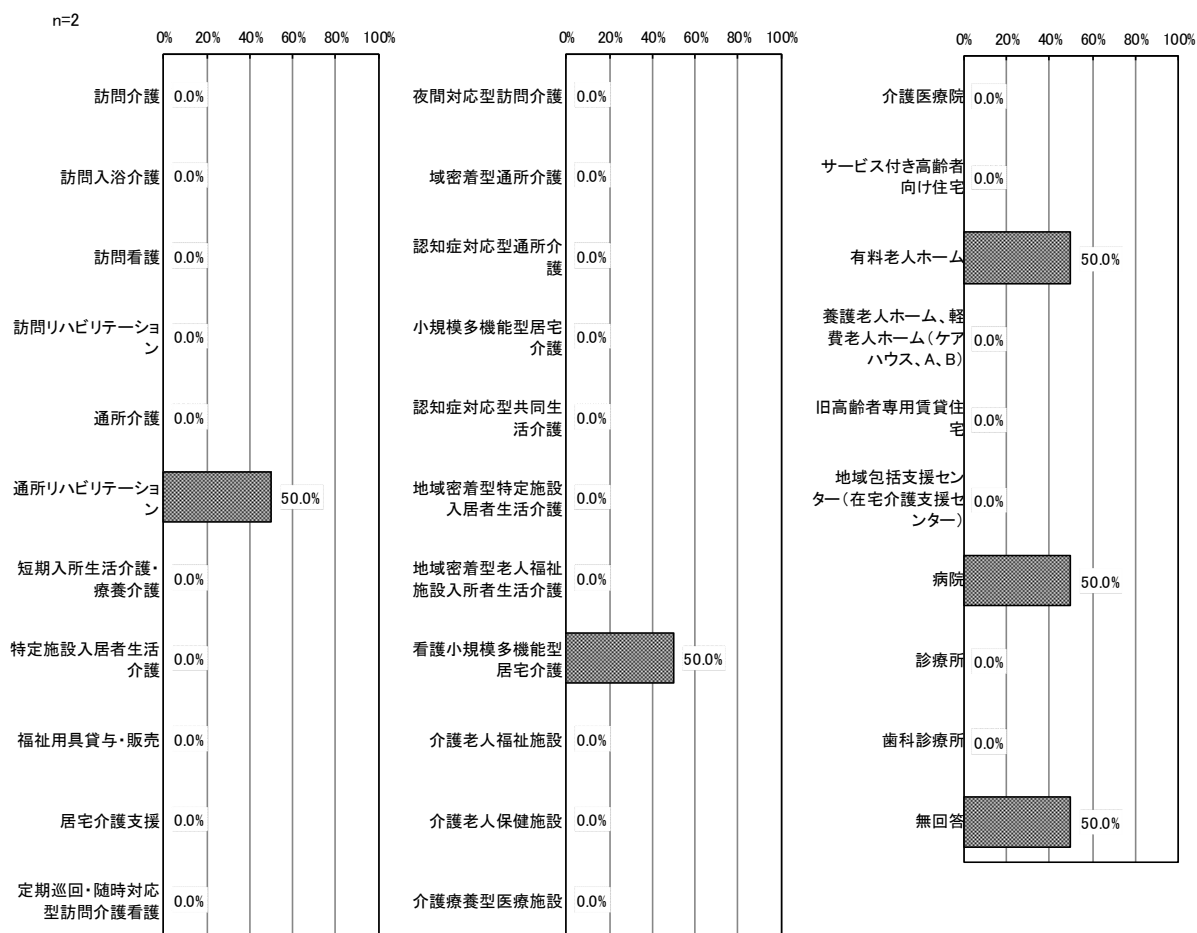 n=2
0% 20% 40% 60% 80% 100%
訪問介護 0.0%
訪問入浴介護 0.0%
訪問看護 0.0%
訪問リハビリテーショ
ン 0.0%
通所介護 0.0%
通所リハビリテーショ
ン 50.0%
短期入所生活介護・
療養介護 0.0%
特定施設入居者生活
介護 0.0%
福祉用具貸与・販売 0.0%
居宅介護支援 0.0%
定期巡回・随時対応
型訪問介護看護 0.0%
0% 20% 40% 60% 80% 100%
夜間対応型訪問介護 0.0%
域密着型通所介護 0.0%
認知症対応型通所介
護 0.0%
小規模多機能型居宅
介護 0.0%
認知症対応型共同生
活介護 0.0%
地域密着型特定施設
入居者生活介護 0.0%
地域密着型老人福祉
施設入所者生活介護 0.0%
看護小規模多機能型
居宅介護 50.0%
介護老人福祉施設 0.0%
介護老人保健施設 0.0%
介護療養型医療施設 0.0%
0% 20% 40% 60% 80% 100%
介護医療院 0.0%
サービス付き高齢者
向け住宅 0.0%
有料老人ホーム 50.0%
養護老人ホーム、軽
費老人ホーム(ケア
ハウス、A、B) 0.0%
旧高齢者専用賃貸住
宅 0.0%
地域包括支援セン
ター(在宅介護支援セ
ンター) 0.0%
病院 50.0%
診療所 0.0%
歯科診療所 0.0%
無回答 50.0%